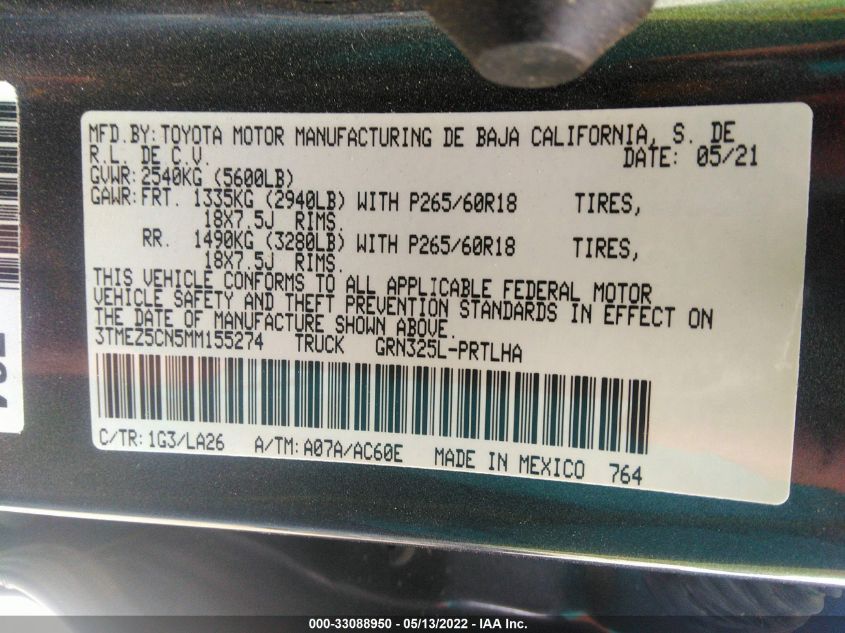 MFD.BY: TOYOTA MOTOR MANUFACTURING DE BAJA CALIFORNIA, S. DE
R.L. DE C.V. DATE: 05/21
GVWR: 2540KG (5600LB)
GAWR: FRT. 1335KG (2940LB) WITH P265/60R18 TIRES,
18X7.5J RIMS.
RR. 1490KG (3280LB) WITH P265/60R18 TIRES,
18X7.5J RIMS.
THIS VEHICLE CONFORMS TO ALL APPLICABLE FEDERAL MOTOR
VEHICLE SAFETY AND THEFT PREVENTION STANDARDS IN EFFECT ON
THE DATE OF MANUFACTURE SHOWN ABOVE.
3TMEZ5CN5MM155274 TRUCK GRN325L-PRTLHA
C/TR: 1G3/LA26 A/TM: A07A/AC60E MADE IN MEXICO 764
000-33088950 - 05/13/2022 - IAA Inc.